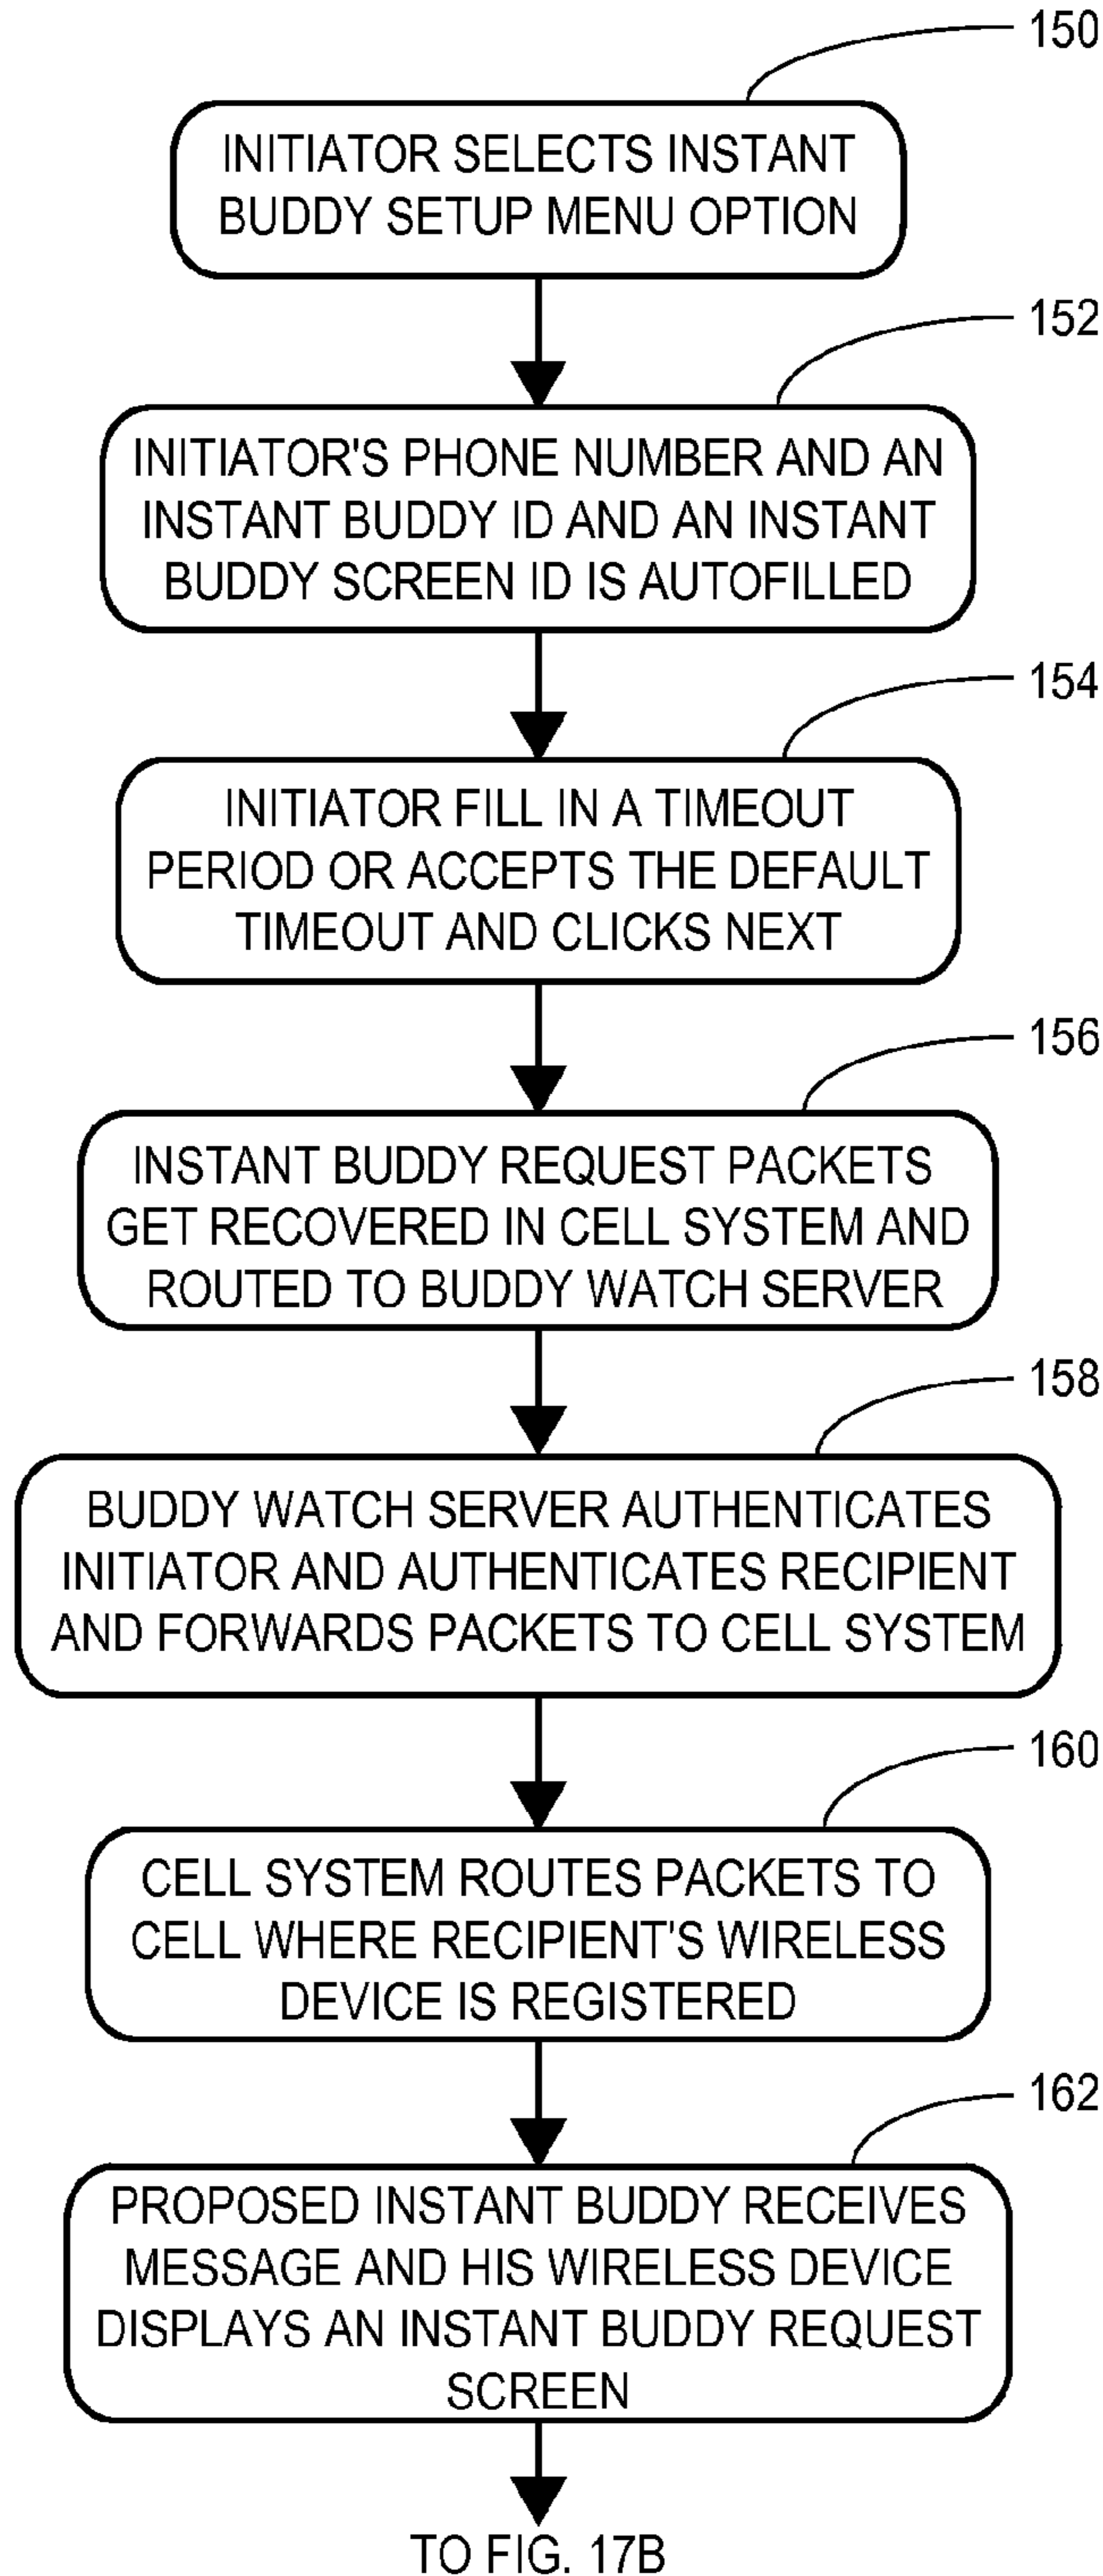 150
INITIATOR SELECTS INSTANT
BUDDY SETUP MENU OPTION
152
INITIATOR'S PHONE NUMBER AND AN
INSTANT BUDDY ID AND AN INSTANT
BUDDY SCREEN ID IS AUTOFILLED
154
INITIATOR FILL IN A TIMEOUT
PERIOD OR ACCEPTS THE DEFAULT
TIMEOUT AND CLICKS NEXT
156
INSTANT BUDDY REQUEST PACKETS
GET RECOVERED IN CELL SYSTEM AND
ROUTED TO BUDDY WATCH SERVER
158
BUDDY WATCH SERVER AUTHENTICATES
INITIATOR AND AUTHENTICATES RECIPIENT
AND FORWARDS PACKETS TO CELL SYSTEM
160
CELL SYSTEM ROUTES PACKETS TO
CELL WHERE RECIPIENT'S WIRELESS
DEVICE IS REGISTERED
162
PROPOSED INSTANT BUDDY RECEIVES
MESSAGE AND HIS WIRELESS DEVICE
DISPLAYS AN INSTANT BUDDY REQUEST
SCREEN
TO FIG. 17B